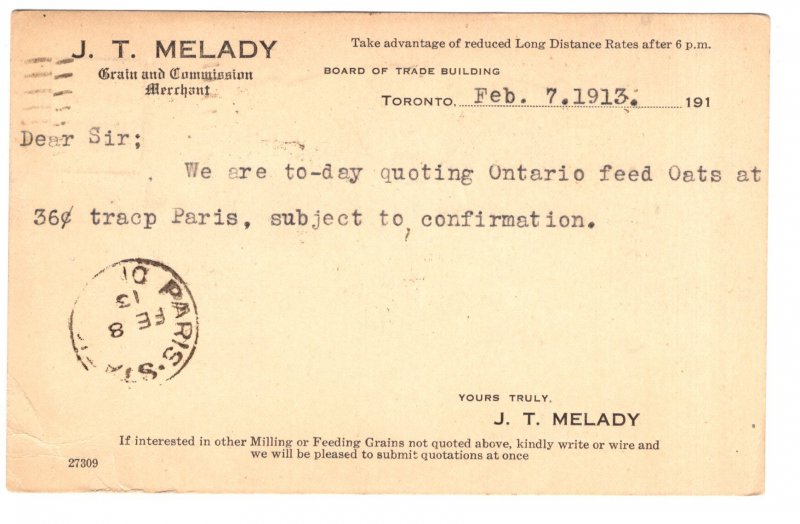 J. T. MELADY
Grain and Commission
Merchant
Take advantage of reduced Long Distance Rates after 6 p.m.
BOARD OF TRADE BUILDING
TORONTO, Feb. 7.1913. 191
Dear Sir;
We are to-day quoting Ontario feed Oats at
36¢ tracp Paris, subject to, confirmation.
PARIS·STA
10
13
FE 8
YOURS TRULY,
J. T. MELADY
If interested in other Milling or Feeding Grains not quoted above, kindly write or wire and
we will be pleased to submit quotations at once
27309